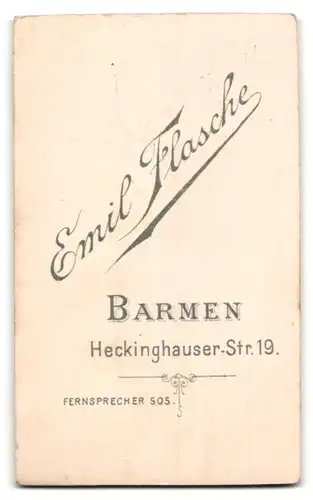 Emil Flasche
BARMEN
Heckinghauser-Str. 19.
FERNSPRECHER 505.